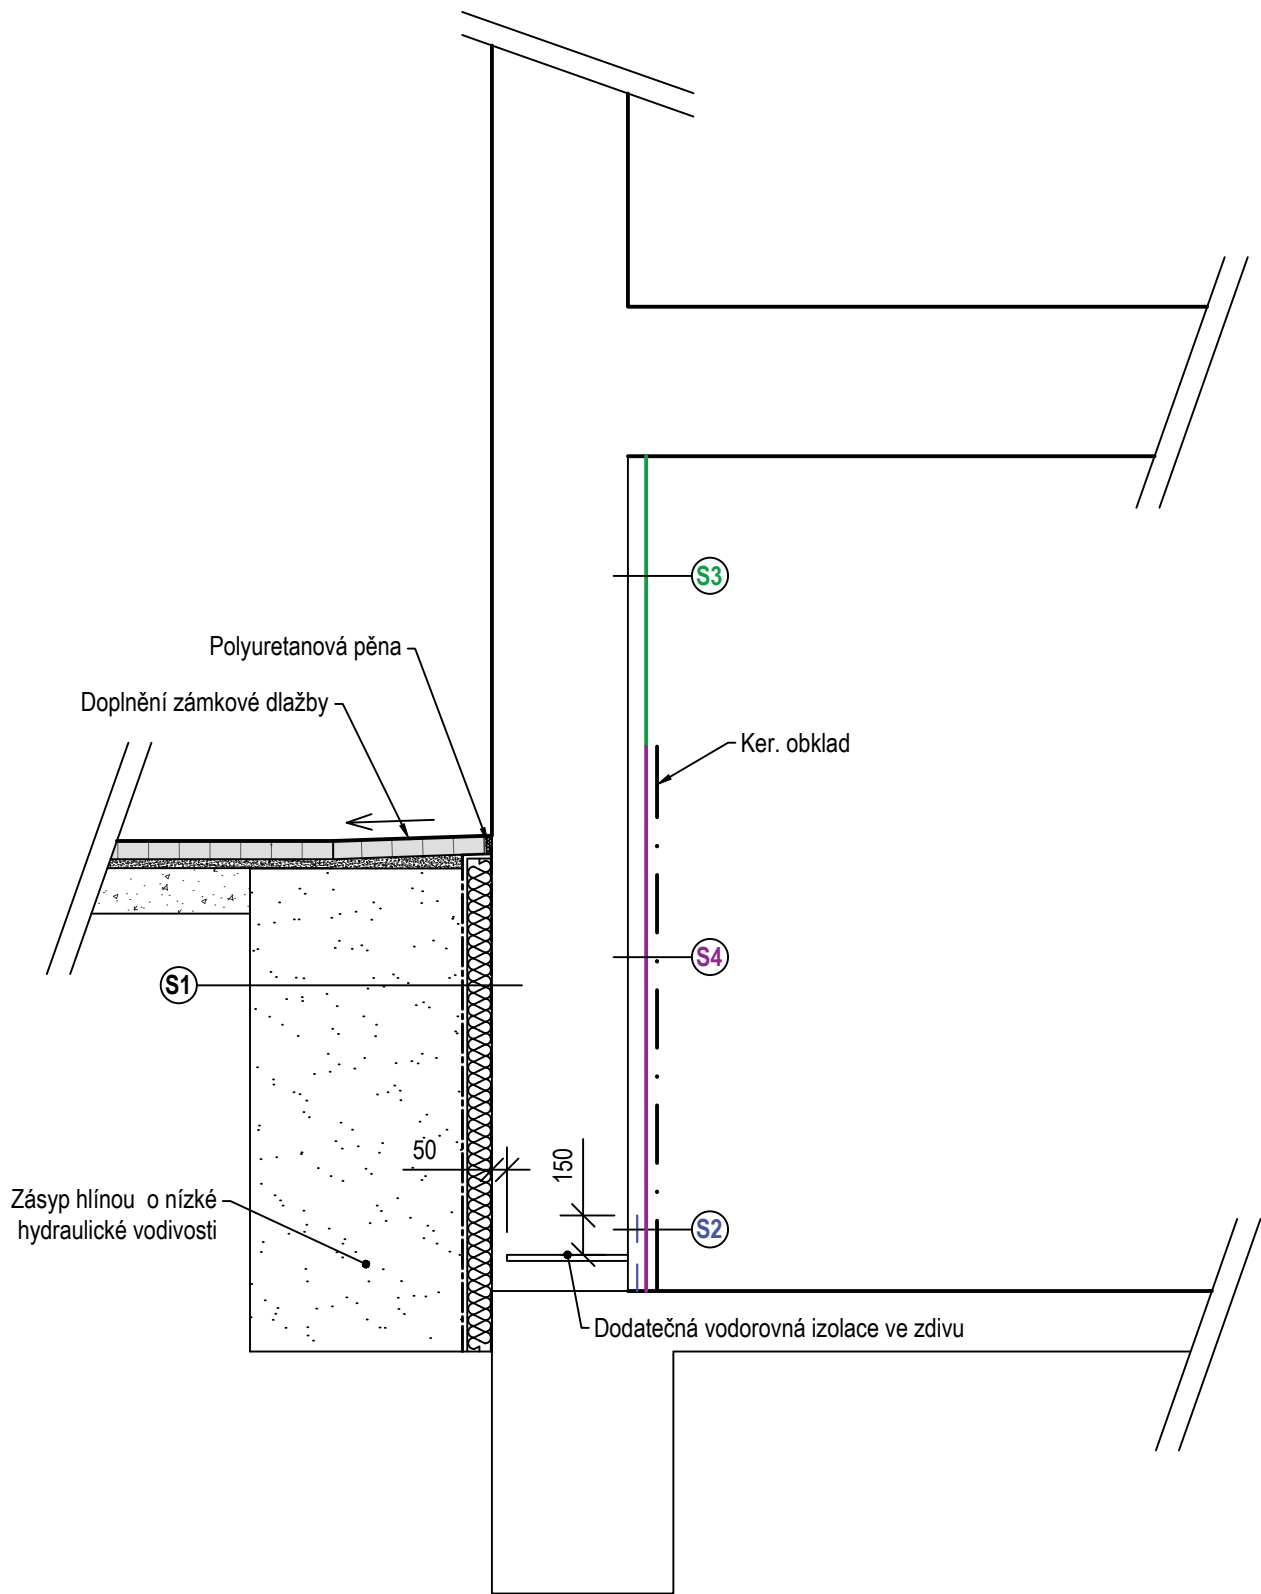 S3
Polyuretanová pěna
Doplnění zámkové dlažby
Ker. obklad
S4
S1
50
150
Zásyp hlínou o nízké
hydraulické vodivosti
S2
Dodatečná vodorovná izolace ve zdivu